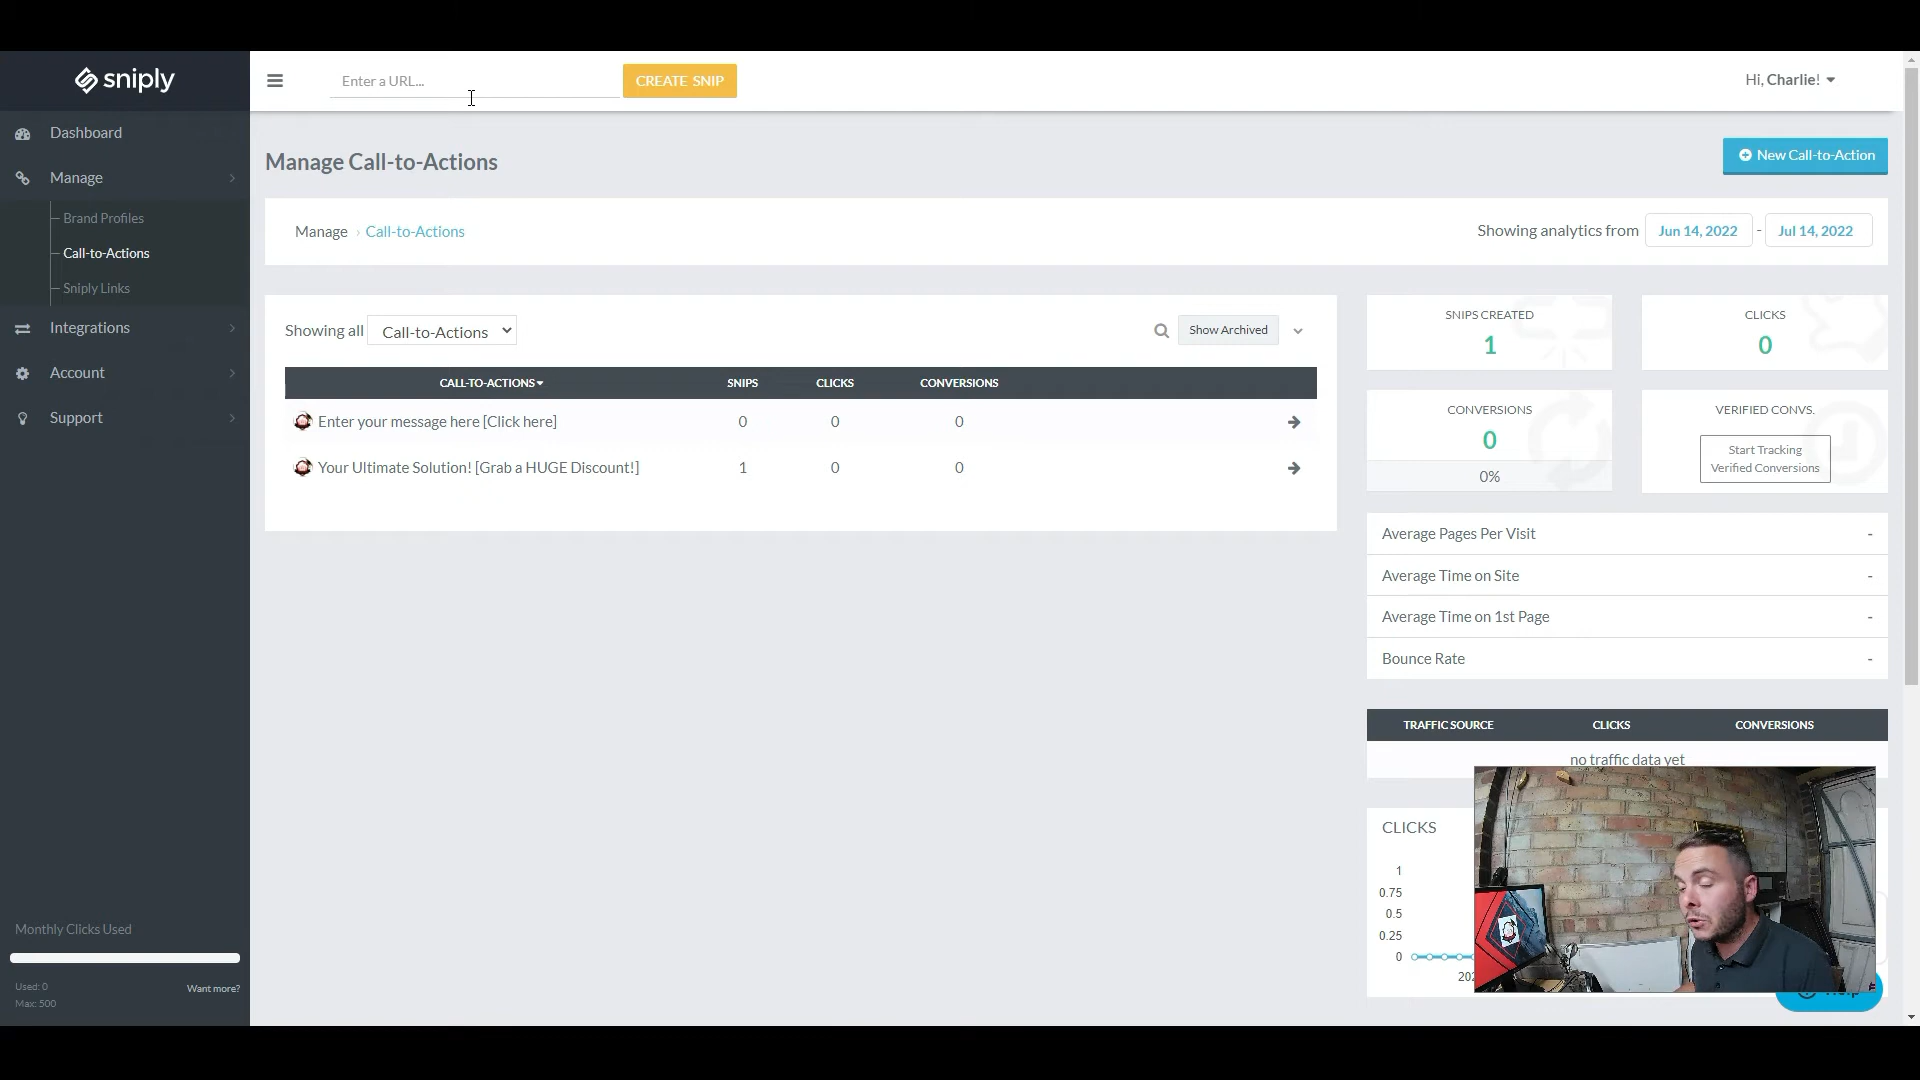 sniply
Enter a URL...
CREATE SNIP
Hi, Charlie!
Dashboard
Manage
Brand Profiles
Call-to-Actions
Sniply Links
Integrations
Account
Support
Monthly Clicks Used
Used: 0
Max: 500
Want more?
Manage Call-to-Actions
New Call-to-Action
Manage › Call-to-Actions
Showing analytics from Jun 14, 2022 - Jul 14, 2022
Showing all Call-to-Actions
Show Archived
CALL-TO-ACTIONS SNIPS CLICKS CONVERSIONS
Enter your message here [Click here] 0 0 0
Your Ultimate Solution! [Grab a HUGE Discount!] 1 0 0
SNIPS CREATED
1
CLICKS
0
CONVERSIONS
0
0%
VERIFIED CONVS.
Start Tracking
Verified Conversions
Average Pages Per Visit -
Average Time on Site -
Average Time on 1st Page -
Bounce Rate -
TRAFFIC SOURCE CLICKS CONVERSIONS
no traffic data yet
CLICKS
1
0.75
0.5
0.25
0